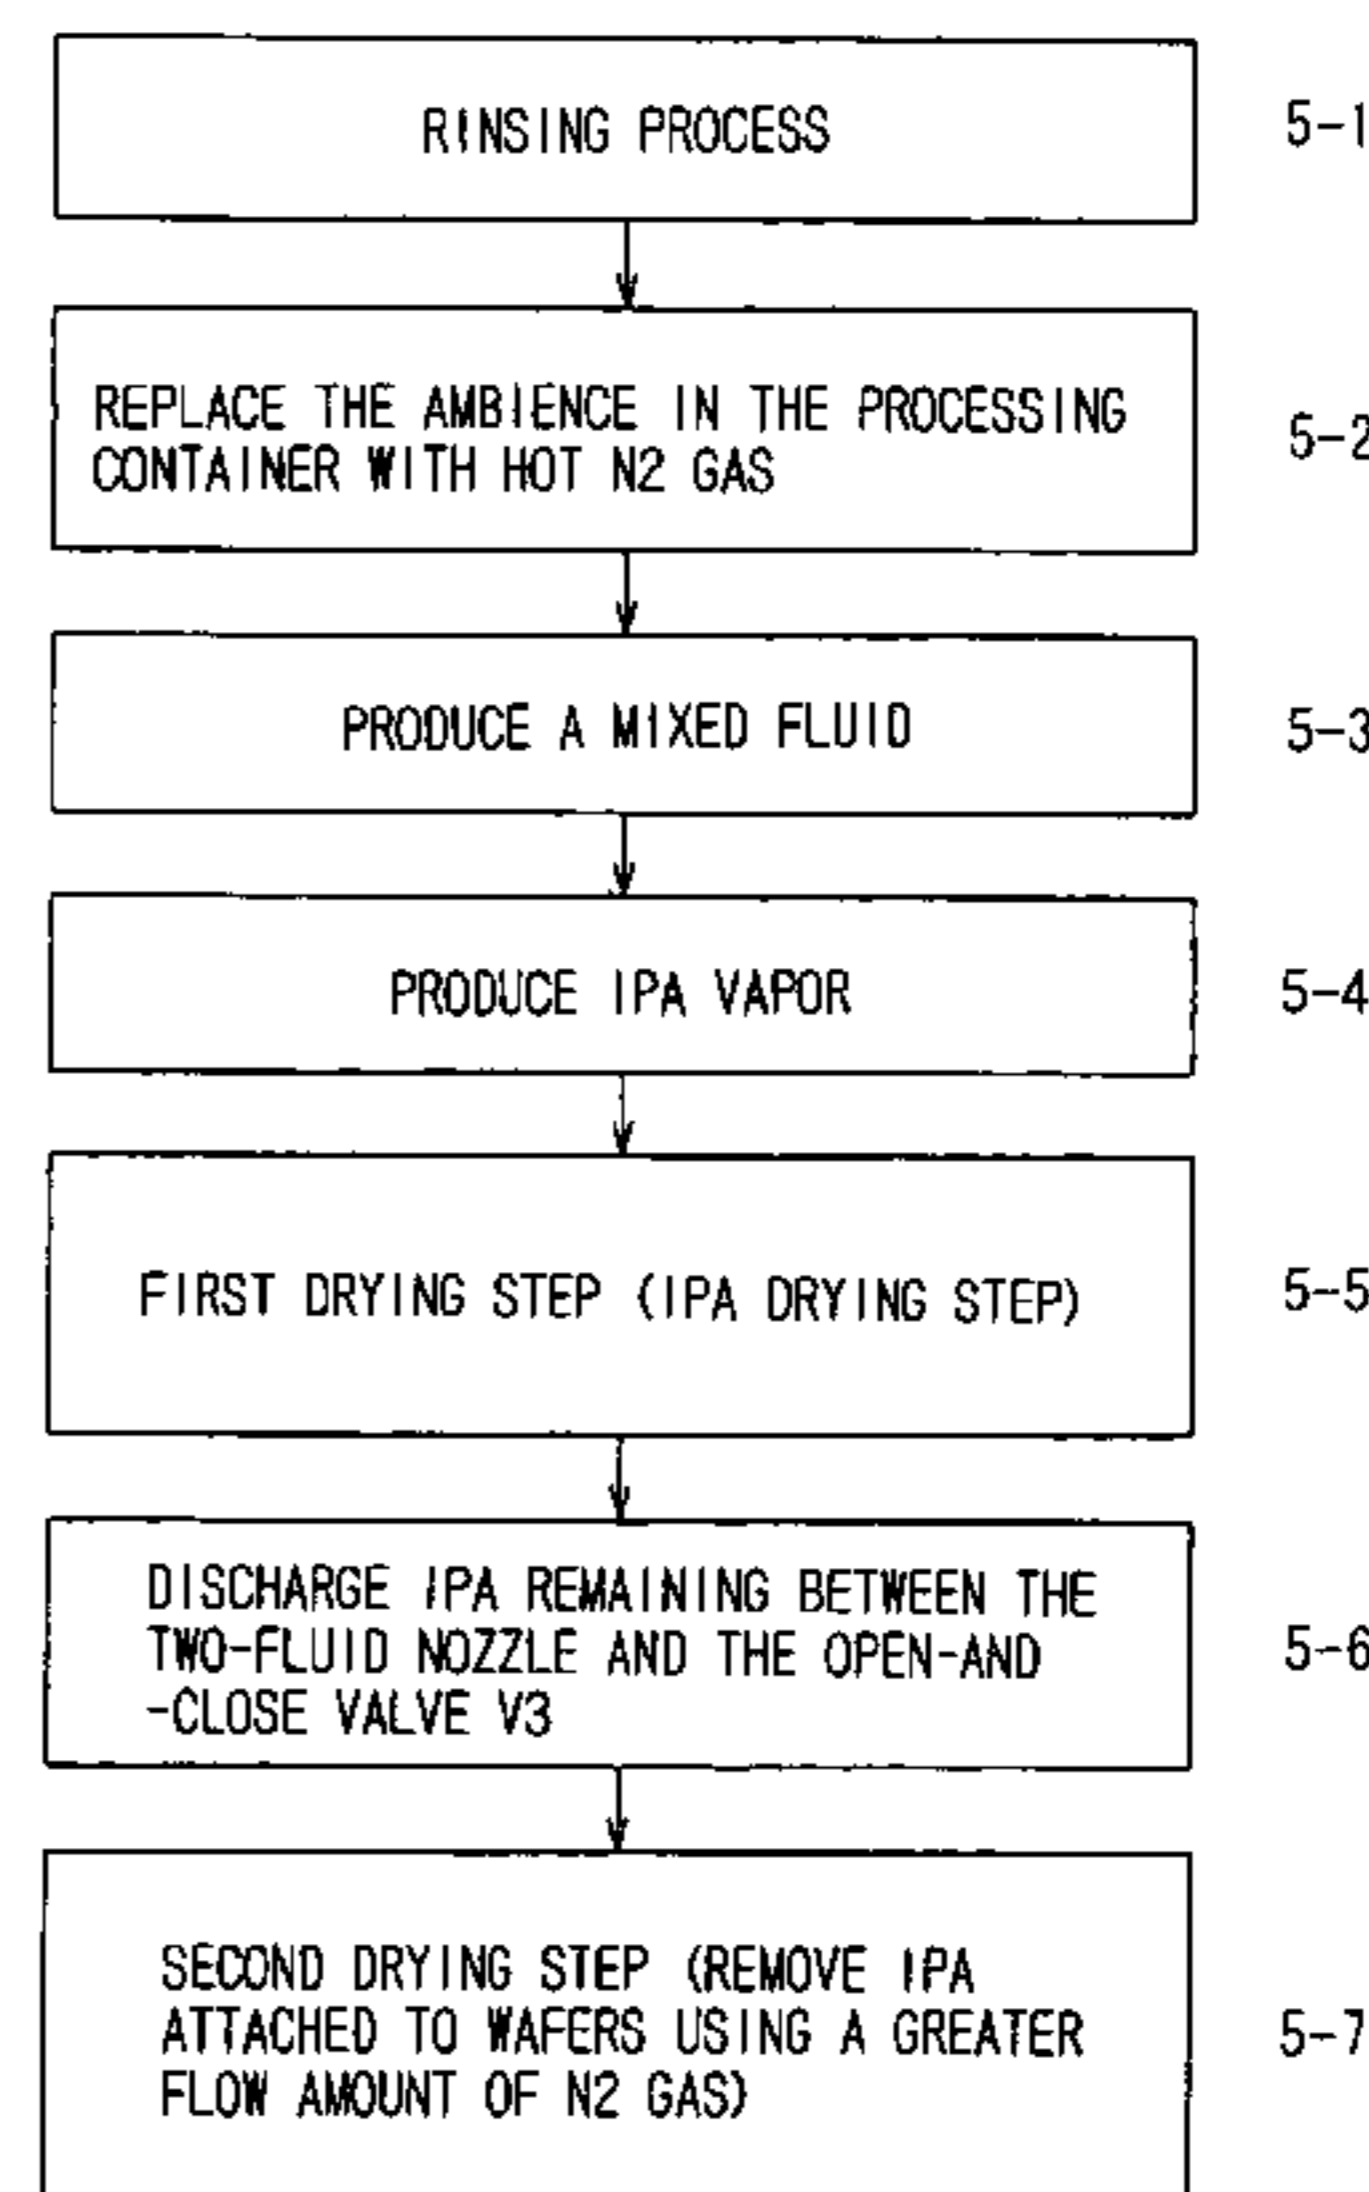 RINSING PROCESS
5-1
REPLACE THE AMBIENCE IN THE PROCESSING
CONTAINER WITH HOT N2 GAS
5-2
PRODUCE A MIXED FLUID
5-3
PRODUCE IPA VAPOR
5-4
FIRST DRYING STEP (IPA DRYING STEP)
5-5
DISCHARGE IPA REMAINING BETWEEN THE
TWO-FLUID NOZZLE AND THE OPEN-AND
-CLOSE VALVE V3
5-6
SECOND DRYING STEP (REMOVE IPA
ATTACHED TO WAFERS USING A GREATER
FLOW AMOUNT OF N2 GAS)
5-7